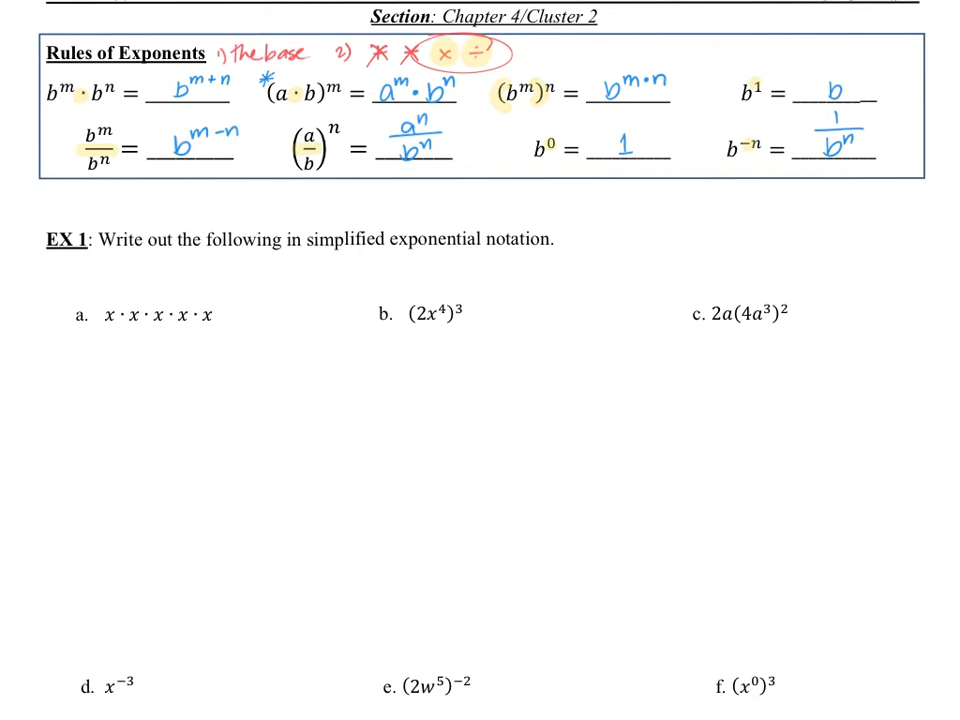 Section: Chapter 4/Cluster 2
Rules of Exponents 1) the base 2) × ÷
b^m · b^n = b^{m+n} *(a · b)^m = a^m · b^n (b^m)^n = b^{m·n} b^1 = b
b^m/b^n = b^{m-n} (a/b)^n = a^n/b^n b^0 = 1 b^{-n} = 1/b^n
EX 1: Write out the following in simplified exponential notation.
a. x · x · x · x · x b. (2x^4)^3 c. 2a(4a^3)^2
d. x^{-3} e. (2w^5)^{-2} f. (x^0)^3